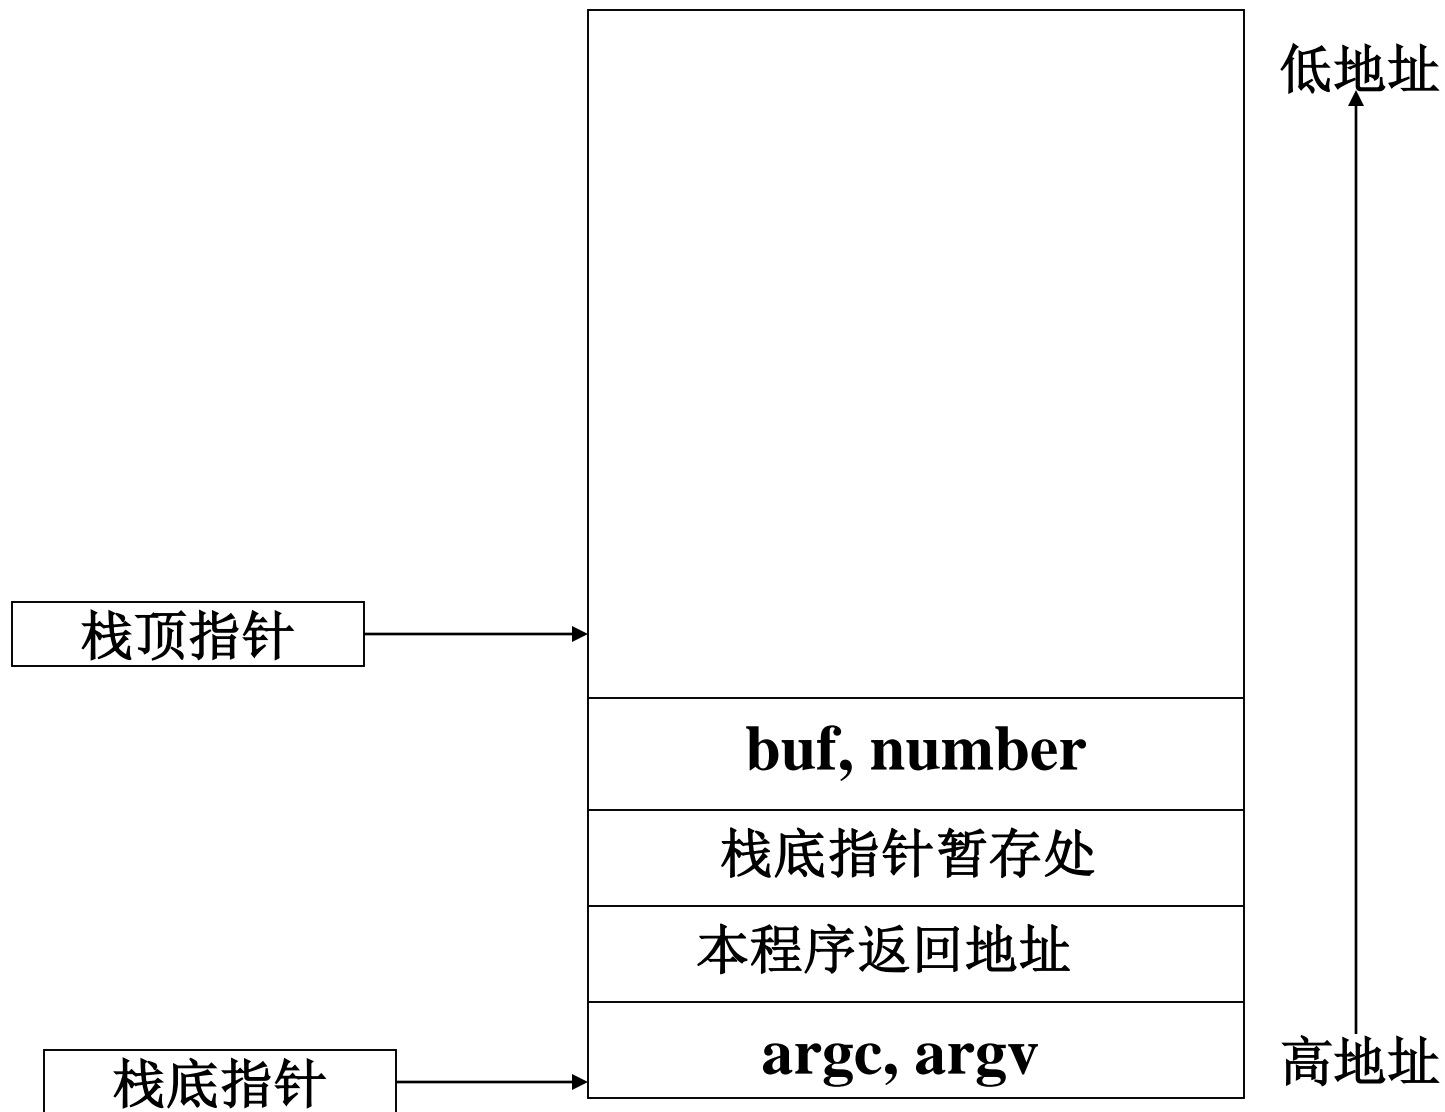 低地址
栈顶指针
buf, number
栈底指针暂存处
本程序返回地址
argc, argv
栈底指针
高地址